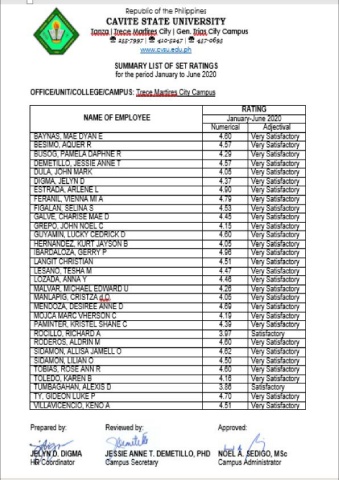 Republic of the Philippines
CAVITE STATE UNIVERSITY
Tanza | Trece Martires City | Gen. Trias City Campus
☎ 415-7997 ☎ 410-5247 ☎ 437-0693
www.cvsu.edu.ph
SUMMARY LIST OF SET RATINGS
for the period January to June 2020
OFFICE/UNIT/COLLEGE/CAMPUS: Trece Martires City Campus
NAME OF EMPLOYEE RATING
January-June 2020
Numerical Adjectival
BAYNAS, MAE DYAN E 4.60 Very Satisfactory
BESIMO, AQUER R 4.57 Very Satisfactory
BUSOG, PAMELA DAPHNE R 4.29 Very Satisfactory
DEMETILLO, JESSIE ANNE T 4.57 Very Satisfactory
DULA, JOHN MARK 4.05 Very Satisfactory
DIGMA, JELYN D 4.37 Very Satisfactory
ESTRADA, ARLENE L 4.90 Very Satisfactory
FERANIL, VIENNA MI A 4.79 Very Satisfactory
FIGALAN, SELINA S 4.53 Very Satisfactory
GALVE, CHARISE MAE D 4.45 Very Satisfactory
GREPO, JOHN NOEL C 4.15 Very Satisfactory
GUYAMIN, LUCKY CEDRICK D 4.60 Very Satisfactory
HERNANDEZ, KURT JAYSON B 4.05 Very Satisfactory
IBARDALOZA, GERRY P 4.96 Very Satisfactory
LANGIT CHRISTIAN 4.51 Very Satisfactory
LESANO, TESHA M 4.47 Very Satisfactory
LOZADA, ANNA Y 4.46 Very Satisfactory
MALVAR, MICHAEL EDWARD U 4.26 Very Satisfactory
MANLAPIG, CRISTZA d.O. 4.06 Very Satisfactory
MENDOZA, DESIREE ANNE D 4.69 Very Satisfactory
MOJICA MARC VHERSON C 4.19 Very Satisfactory
PAMINTER, KRISTEL SHANE C 4.39 Very Satisfactory
ROCILLO, RICHARD A 3.97 Satisfactory
RODEROS, ALDRIN M 4.60 Very Satisfactory
SIDAMON, ALLISA JAMELL O 4.62 Very Satisfactory
SIDAMON, LILIAN O 4.50 Very Satisfactory
TOBIAS, ROSE ANN R 4.60 Very Satisfactory
TOLEDO, KAREN B 4.16 Very Satisfactory
TUMBAGAHAN, ALEXIS D 3.86 Satisfactory
TY, GIDEON LUKE P 4.70 Very Satisfactory
VILLAVICENCIO, KENO A 4.51 Very Satisfactory
Prepared by: Reviewed by: Approved:
JELYN D. DIGMA JESSIE ANNE T. DEMETILLO, PHD NOEL A. SEDIGO, MSc
HR Coordinator Campus Secretary Campus Administrator